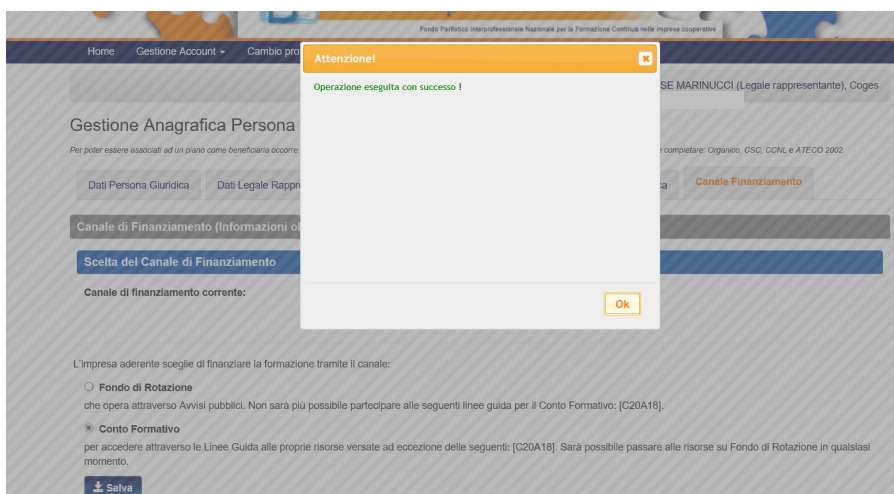 Fondo Paritetico Interprofessionale Nazionale per la Formazione Continua nelle imprese cooperative
Home Gestione Account Cambio pro
Attenzione!
Operazione eseguita con successo !
SE MARINUCCI (Legale rappresentante), Coges
Gestione Anagrafica Persona
Per poter essere associati ad un piano come beneficiaria occorre completare: Organico, CSC, CCNL e ATECO 2002
Dati Persona Giuridica Dati Legale Rappr Canale Finanziamento
Canale di Finanziamento (Informazioni ob
Scelta del Canale di Finanziamento
Canale di finanziamento corrente:
Ok
L'impresa aderente sceglie di finanziare la formazione tramite il canale:
Fondo di Rotazione
che opera attraverso Avvisi pubblici. Non sarà più possibile partecipare alle seguenti linee guida per il Conto Formativo: [C20A18].
Conto Formativo
per accedere attraverso le Linee Guida alle proprie risorse versate ad eccezione delle seguenti: [C20A18]. Sarà possibile passare alle risorse su Fondo di Rotazione in qualsiasi
momento.
Salva